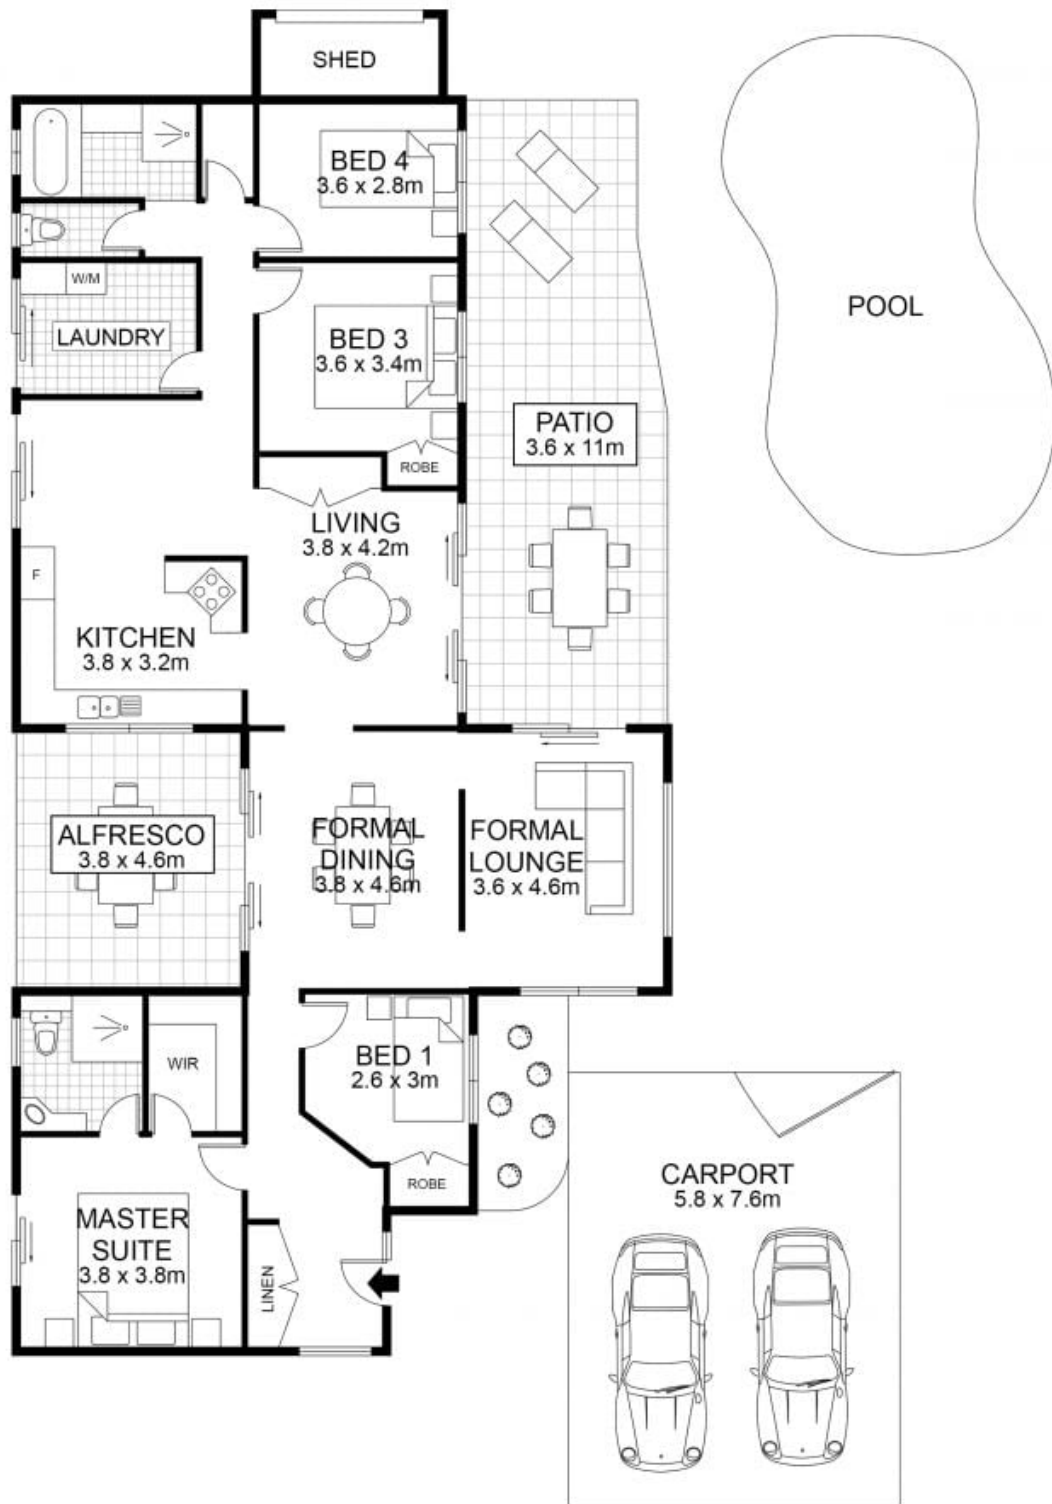 SHED
BED 4
3.6 x 2.8m
W/M
LAUNDRY
BED 3
3.6 x 3.4m
POOL
PATIO
3.6 x 11m
ROBE
LIVING
3.8 x 4.2m
F
KITCHEN
3.8 x 3.2m
ALFRESCO
3.8 x 4.6m
FORMAL
DINING
3.8 x 4.6m
FORMAL
LOUNGE
3.6 x 4.6m
WIR
BED 1
2.6 x 3m
ROBE
CARPORT
5.8 x 7.6m
MASTER
SUITE
3.8 x 3.8m
LINEN